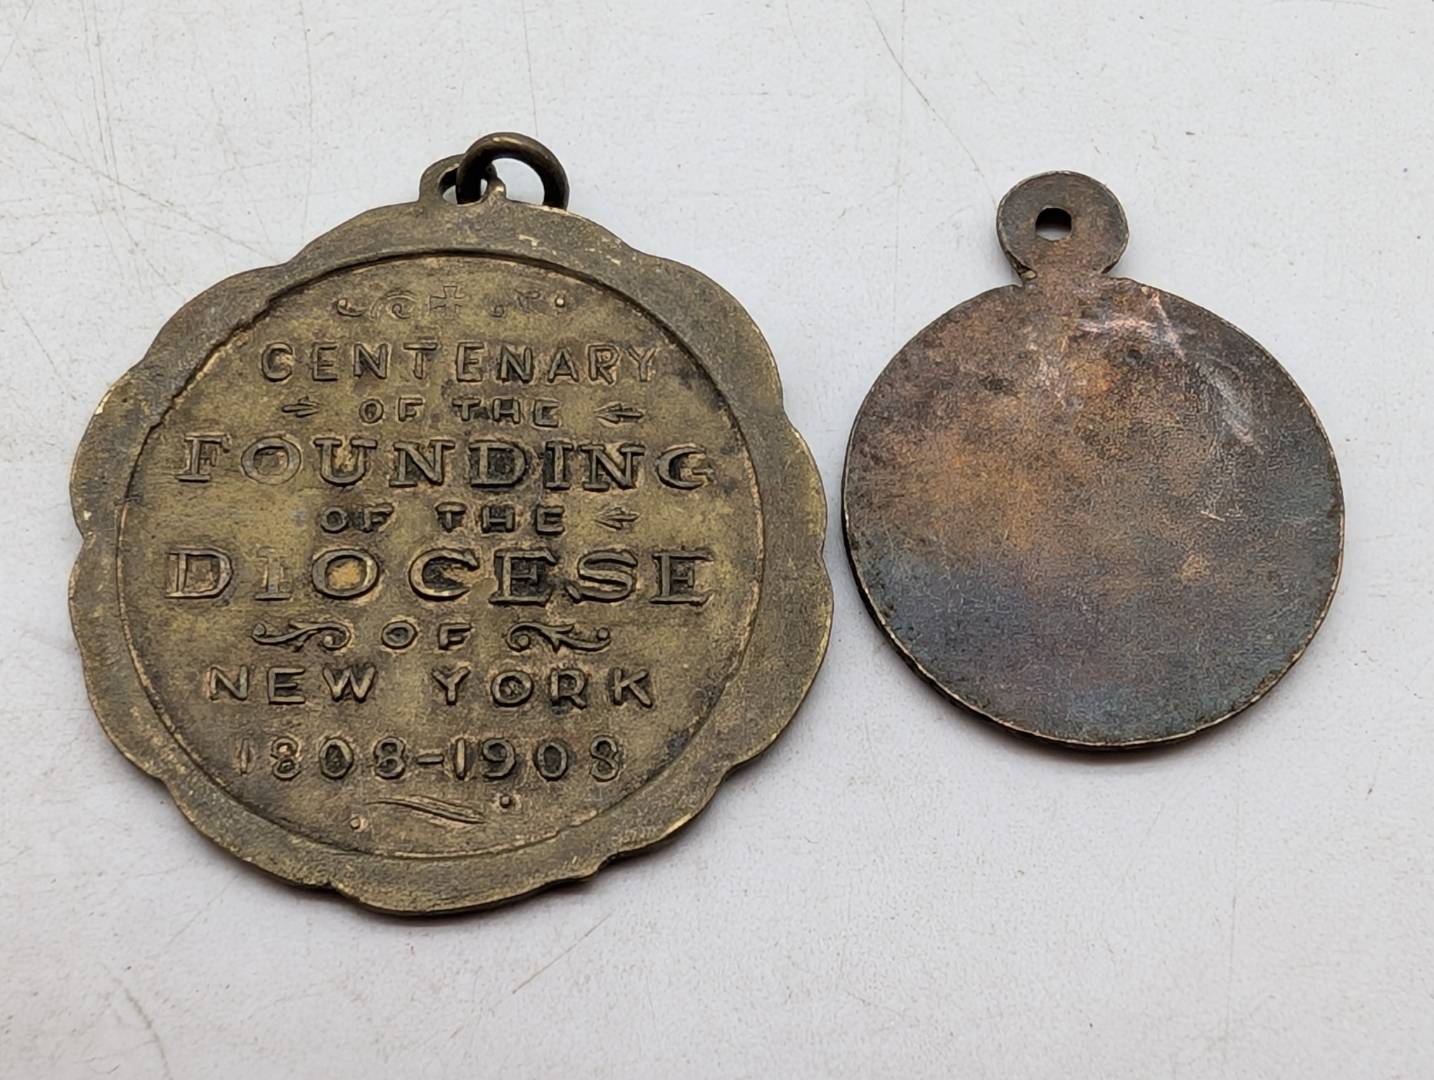 CENTENARY
OF THE
FOUNDING
OF THE
DIOCESE
OF
NEW YORK
1808-1908